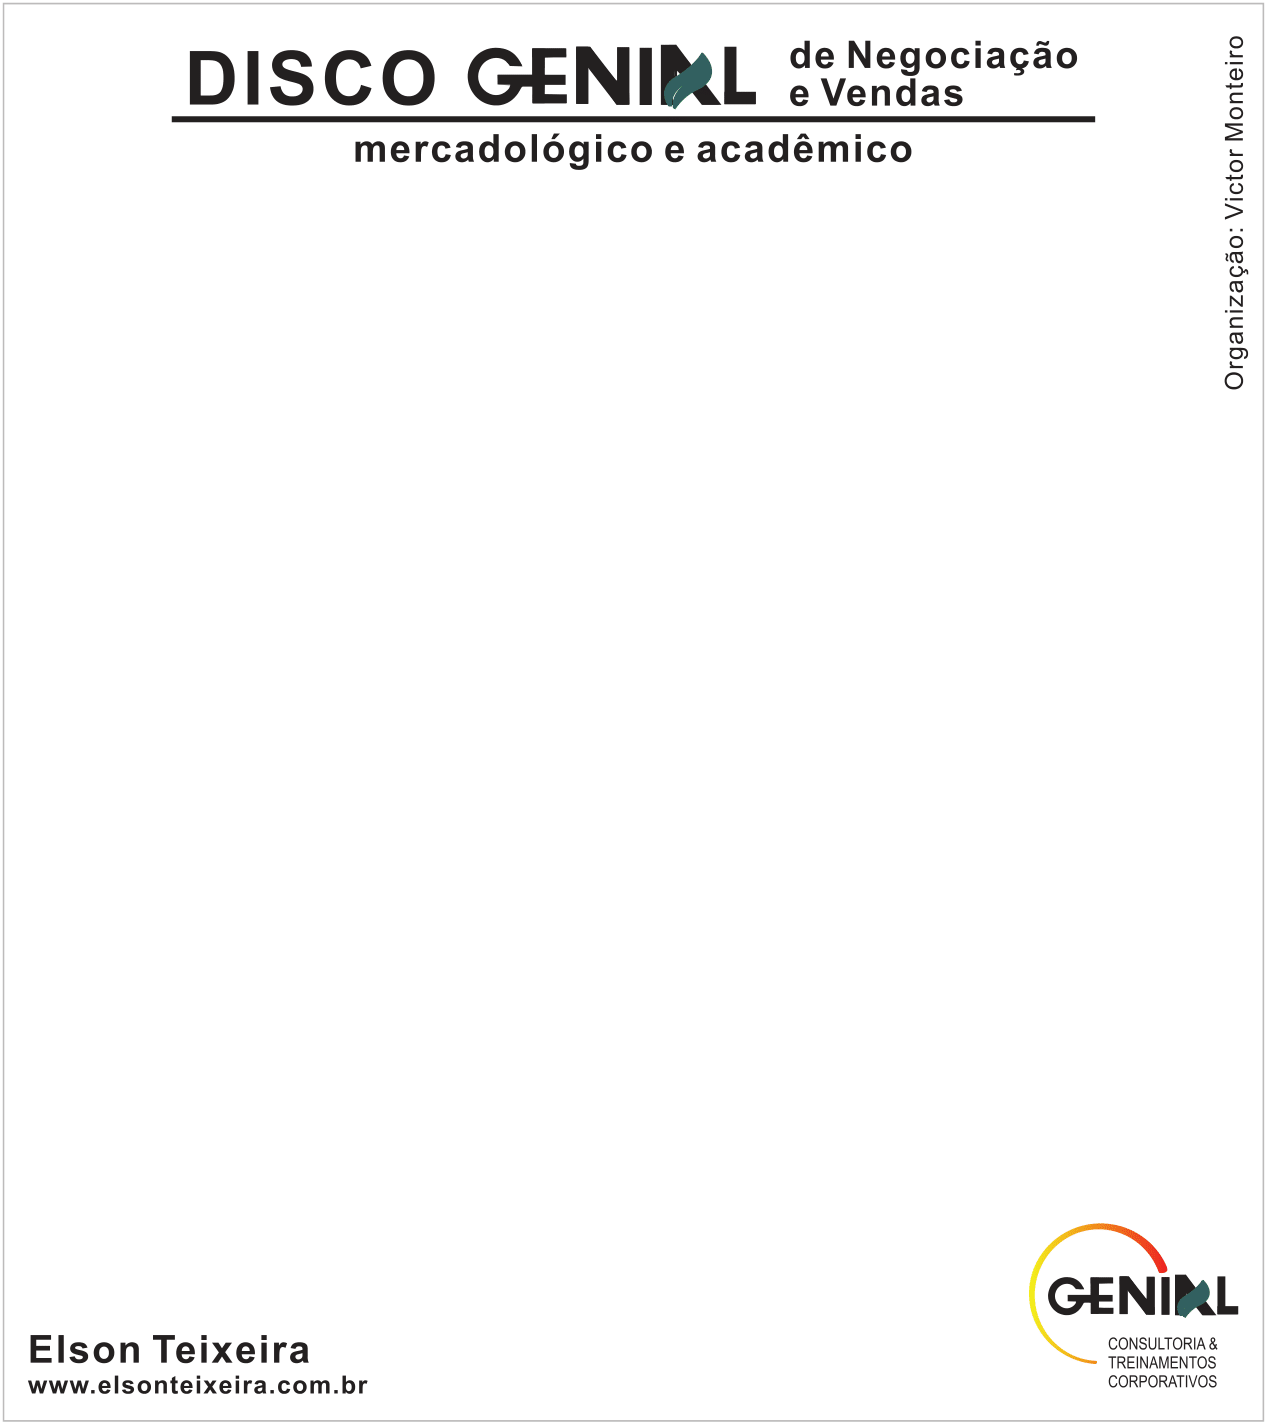 DISCO GENIAL de Negociação
e Vendas
mercadológico e acadêmico
Organização: Victor Monteiro
Elson Teixeira
www.elsonteixeira.com.br
GENIAL
CONSULTORIA &
TREINAMENTOS
CORPORATIVOS